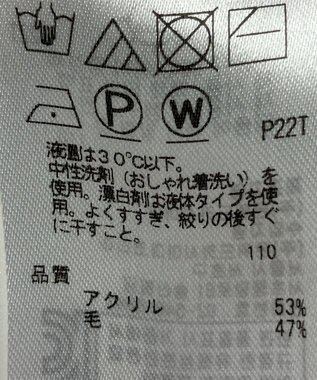 P W
P22T
液温は30℃以下。
中性洗剤（おしゃれ着洗い）を
使用。漂白剤は液体タイプを使
用。よくすすぎ、絞りの後すぐ
に干すこと。
110
品質
アクリル 53%
毛 47%